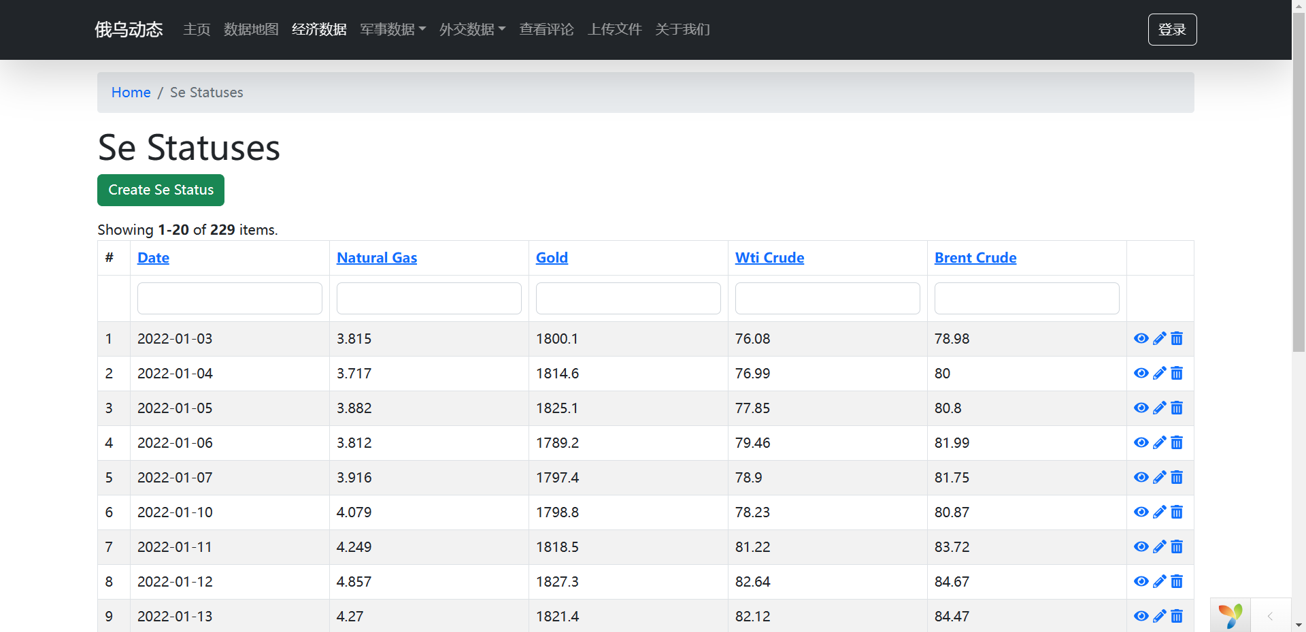 俄乌动态 主页 数据地图 经济数据 军事数据 外交数据 查看评论 上传文件 关于我们 登录
Home / Se Statuses
Se Statuses
Create Se Status
Showing 1-20 of 229 items.
# Date Natural Gas Gold Wti Crude Brent Crude
1 2022-01-03 3.815 1800.1 76.08 78.98
2 2022-01-04 3.717 1814.6 76.99 80
3 2022-01-05 3.882 1825.1 77.85 80.8
4 2022-01-06 3.812 1789.2 79.46 81.99
5 2022-01-07 3.916 1797.4 78.9 81.75
6 2022-01-10 4.079 1798.8 78.23 80.87
7 2022-01-11 4.249 1818.5 81.22 83.72
8 2022-01-12 4.857 1827.3 82.64 84.67
9 2022-01-13 4.27 1821.4 82.12 84.47